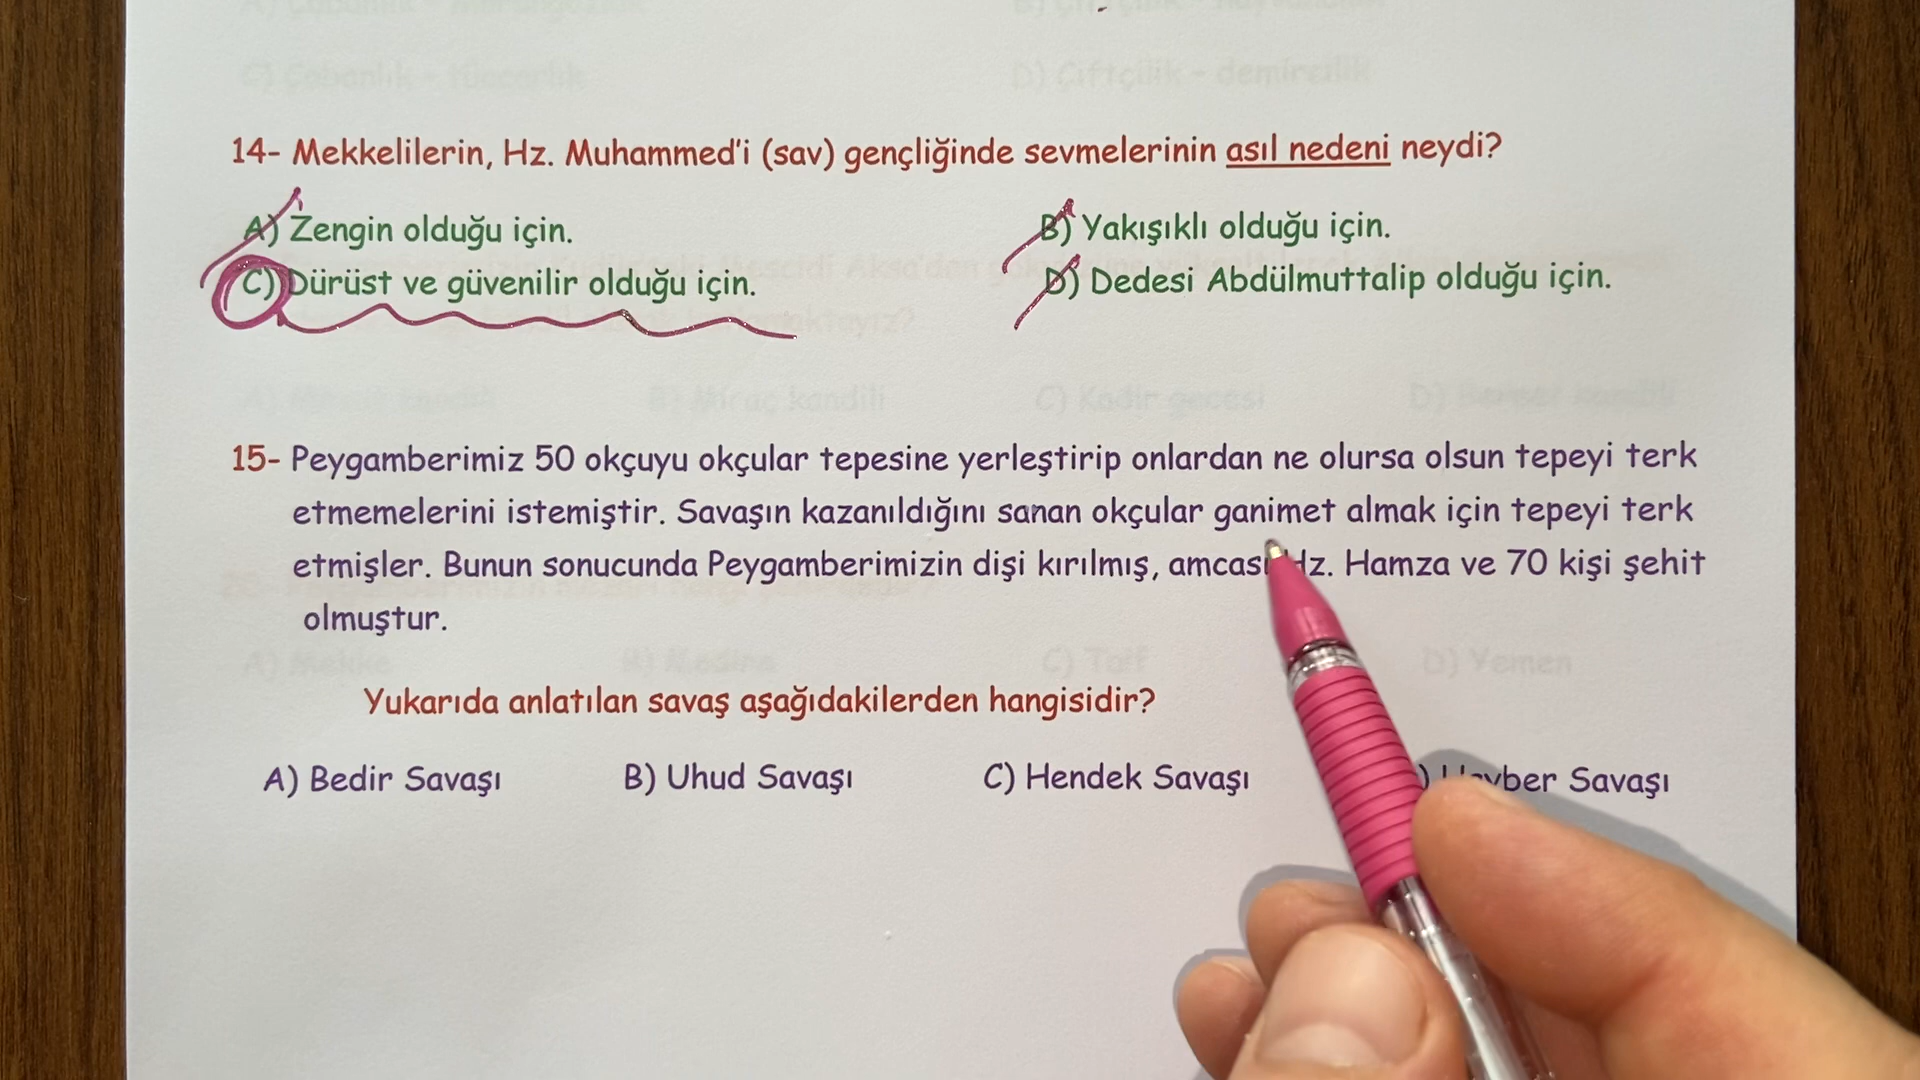 14- Mekkelilerin, Hz. Muhammed'i (sav) gençliğinde sevmelerinin asıl nedeni neydi?
A) Zengin olduğu için. B) Yakışıklı olduğu için.
C) Dürüst ve güvenilir olduğu için. D) Dedesi Abdülmuttalip olduğu için.
15- Peygamberimiz 50 okçuyu okçular tepesine yerleştirip onlardan ne olursa olsun tepeyi terk
etmemelerini istemiştir. Savaşın kazanıldığını sanan okçular ganimet almak için tepeyi terk
etmişler. Bunun sonucunda Peygamberimizin dişi kırılmış, amcası Hz. Hamza ve 70 kişi şehit
olmuştur.
Yukarıda anlatılan savaş aşağıdakilerden hangisidir?
A) Bedir Savaşı B) Uhud Savaşı C) Hendek Savaşı ) Hayber Savaşı